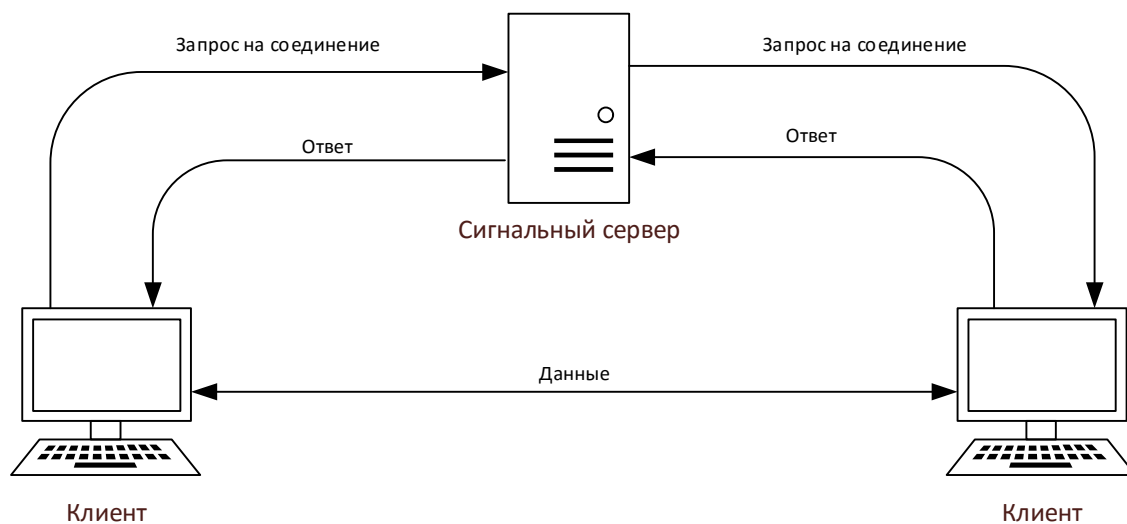 Запрос на соединение
Запрос на соединение
Ответ
Ответ
Сигнальный сервер
Данные
Клиент
Клиент